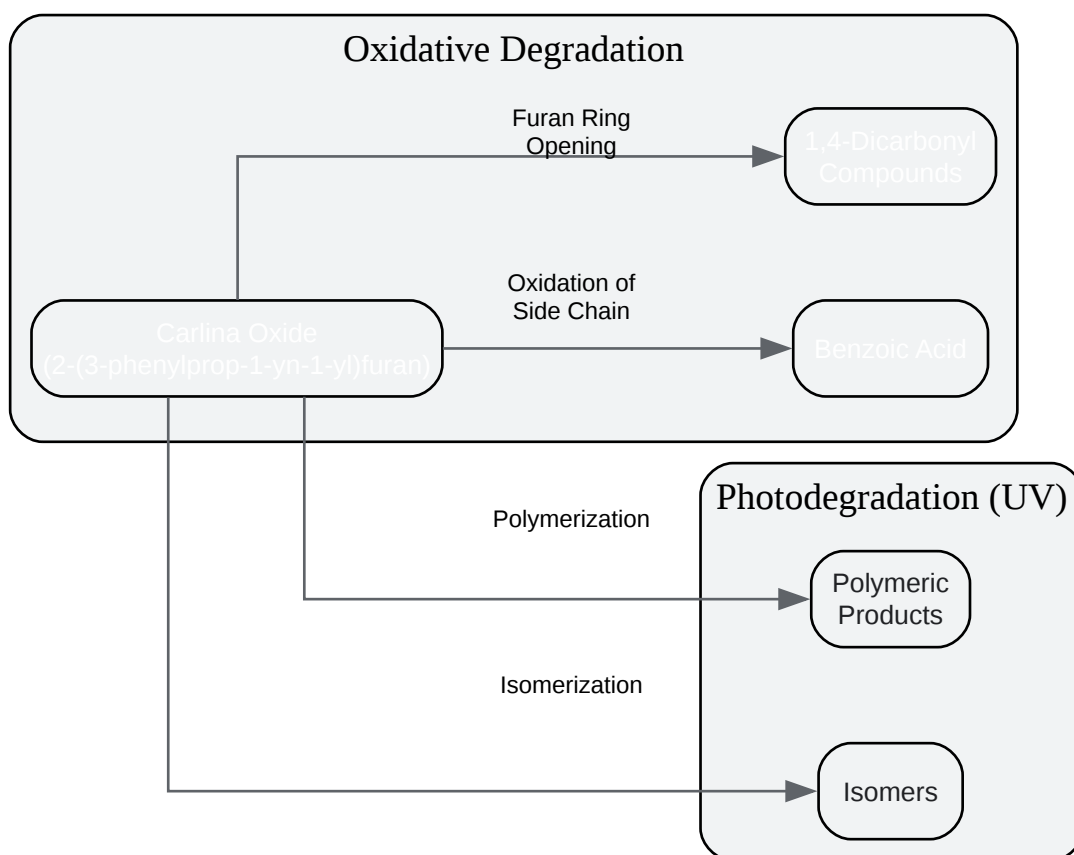 Oxidative Degradation
Furan Ring
Opening
1,4-Dicarbonyl
Compounds
Oxidation of
Side Chain
Carlina Oxide
(2-(3-phenylprop-1-yn-1-yl)furan)
Benzoic Acid
Photodegradation (UV)
Polymerization
Polymeric
Products
Isomerization
Isomers